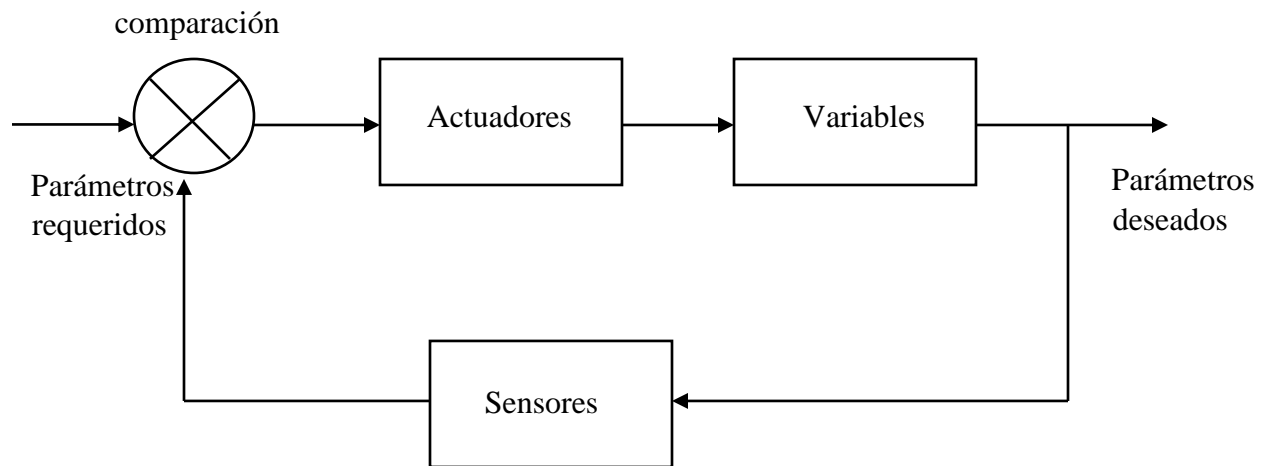 comparación
Actuadores
Variables
Parámetros
requeridos
Parámetros
deseados
Sensores